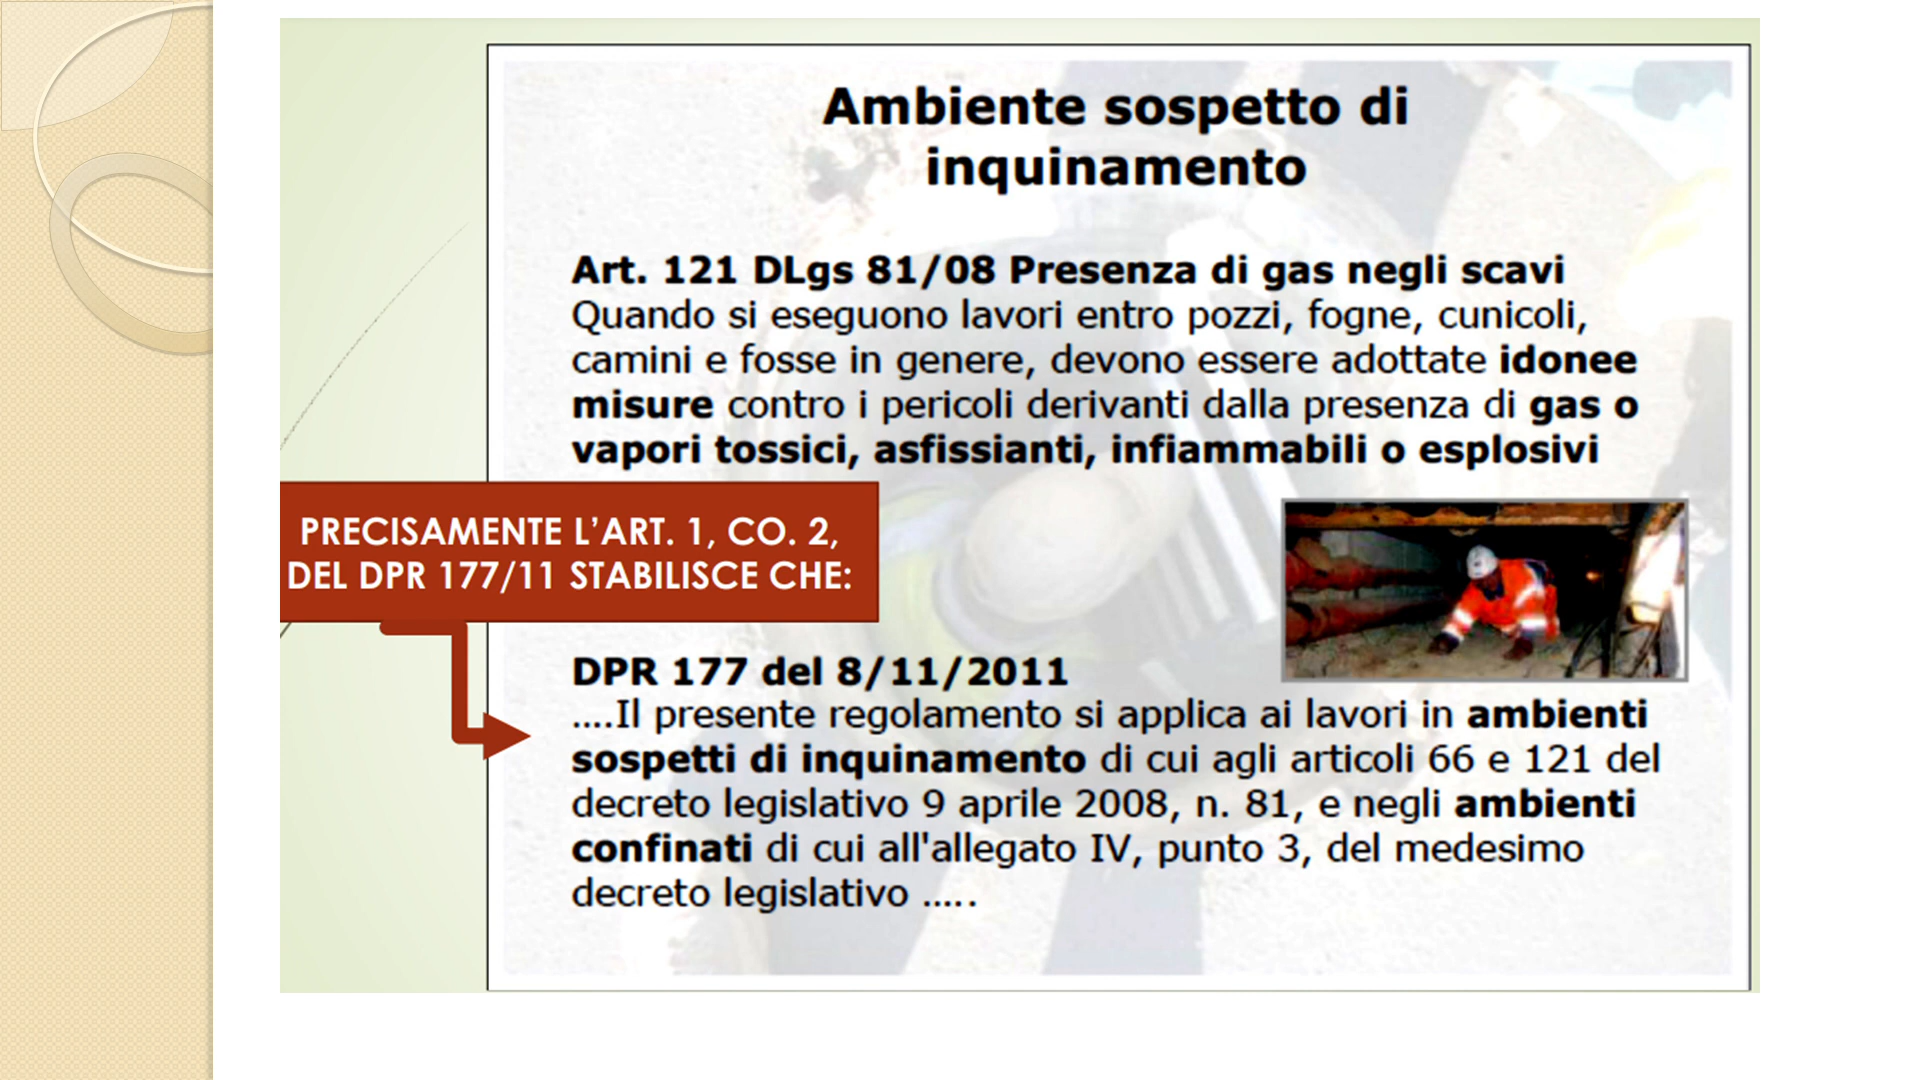 Ambiente sospetto di
inquinamento
Art. 121 DLgs 81/08 Presenza di gas negli scavi
Quando si eseguono lavori entro pozzi, fogne, cunicoli,
camini e fosse in genere, devono essere adottate idonee
misure contro i pericoli derivanti dalla presenza di gas o
vapori tossici, asfissianti, infiammabili o esplosivi
PRECISAMENTE L’ART. 1, CO. 2,
DEL DPR 177/11 STABILISCE CHE:
DPR 177 del 8/11/2011
....Il presente regolamento si applica ai lavori in ambienti
sospetti di inquinamento di cui agli articoli 66 e 121 del
decreto legislativo 9 aprile 2008, n. 81, e negli ambienti
confinati di cui all'allegato IV, punto 3, del medesimo
decreto legislativo .....